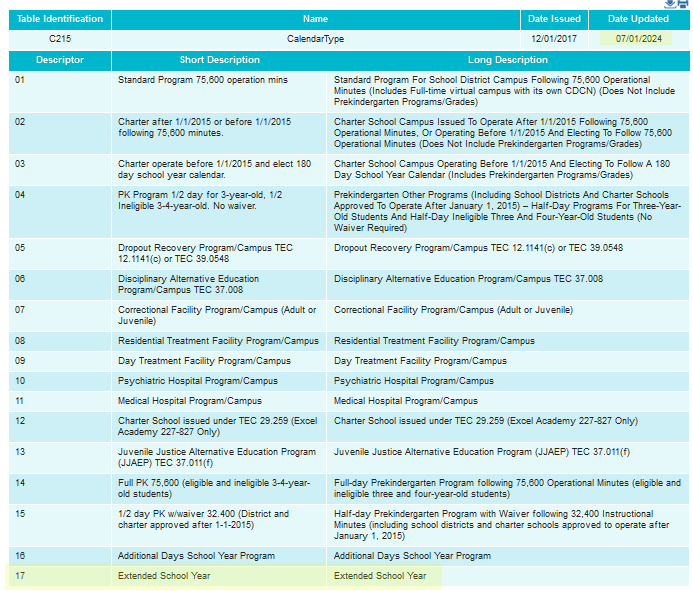 Table Identification Name Date Issued Date Updated
C215 CalendarType 12/01/2017 07/01/2024
Descriptor Short Description Long Description
01 Standard Program 75,600 operation mins Standard Program For School District Campus Following 75,600 Operational
Minutes (Includes Full-time virtual campus with its own CDCN) (Does Not Include
Prekindergarten Programs/Grades)
02 Charter after 1/1/2015 or before 1/1/2015 Charter School Campus Issued To Operate After 1/1/2015 Following 75,600
following 75,600 minutes. Operational Minutes, Or Operating Before 1/1/2015 And Electing To Follow 75,600
Operational Minutes (Does Not Include Prekindergarten Programs/Grades)
03 Charter operate before 1/1/2015 and elect 180 Charter School Campus Operating Before 1/1/2015 And Electing To Follow A 180
day school year calendar. Day School Year Calendar (Includes Prekindergarten Programs/Grades)
04 PK Program 1/2 day for 3-year-old, 1/2 Prekindergarten Other Programs (Including School Districts And Charter Schools
Ineligible 3-4-year-old. No waiver. Approved To Operate After January 1, 2015) – Half-Day Programs For Three-Year-
Old Students And Half-Day Ineligible Three And Four-Year-Old Students (No
Waiver Required)
05 Dropout Recovery Program/Campus TEC Dropout Recovery Program/Campus TEC 12.1141(c) or TEC 39.0548
12.1141(c) or TEC 39.0548
06 Disciplinary Alternative Education Disciplinary Alternative Education Program/Campus TEC 37.008
Program/Campus TEC 37.008
07 Correctional Facility Program/Campus (Adult or Correctional Facility Program/Campus (Adult or Juvenile)
Juvenile)
08 Residential Treatment Facility Program/Campus Residential Treatment Facility Program/Campus
09 Day Treatment Facility Program/Campus Day Treatment Facility Program/Campus
10 Psychiatric Hospital Program/Campus Psychiatric Hospital Program/Campus
11 Medical Hospital Program/Campus Medical Hospital Program/Campus
12 Charter School issued under TEC 29.259 (Excel Charter School issued under TEC 29.259 (Excel Academy 227-827 Only)
Academy 227-827 Only)
13 Juvenile Justice Alternative Education Program Juvenile Justice Alternative Education Program (JJAEP) TEC 37.011(f)
(JJAEP) TEC 37.011(f)
14 Full PK 75,600 (eligible and ineligible 3-4-year- Full-day Prekindergarten Program following 75,600 Operational Minutes (eligible and
old students) ineligible three and four-year-old students)
15 1/2 day PK w/waiver 32.400 (District and Half-day Prekindergarten Program with Waiver following 32,400 Instructional
charter approved after 1-1-2015) Minutes (including school districts and charter schools approved to operate after
January 1, 2015)
16 Additional Days School Year Program Additional Days School Year Program
17 Extended School Year Extended School Year